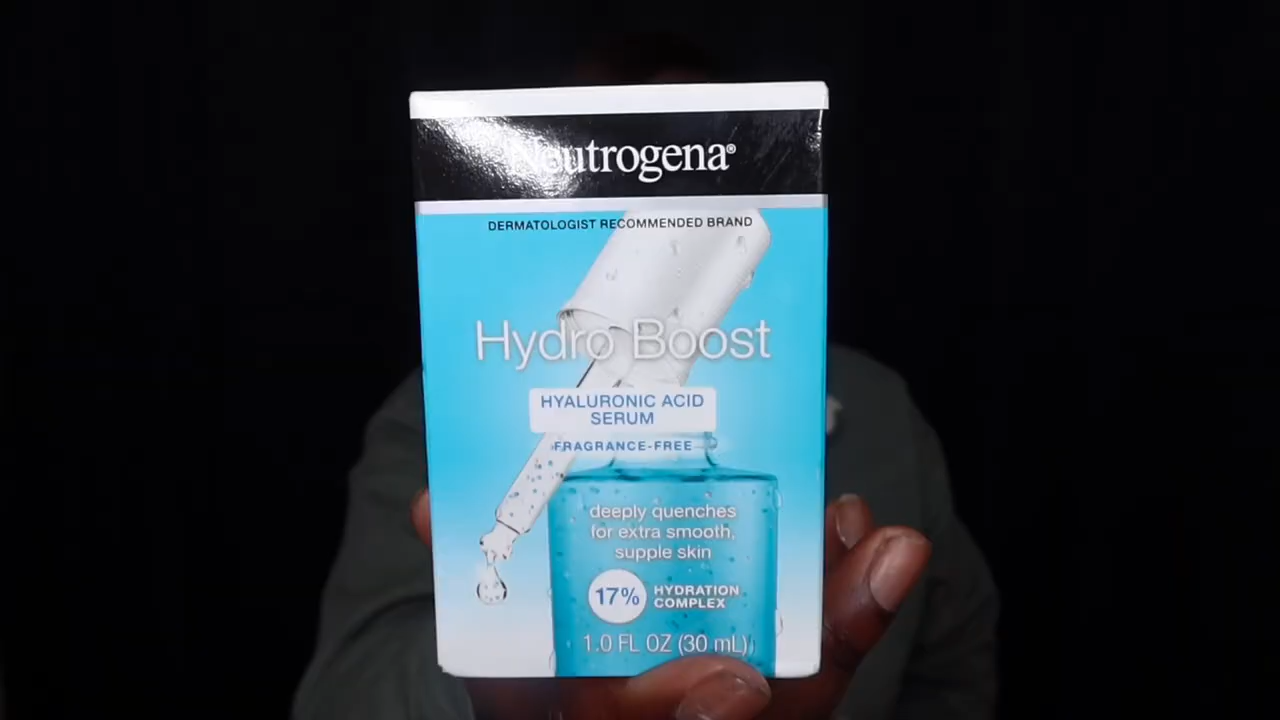 Neutrogena®
DERMATOLOGIST RECOMMENDED BRAND
Hydro Boost
HYALURONIC ACID
SERUM
FRAGRANCE-FREE
deeply quenches
for extra smooth,
supple skin
17% HYDRATION
COMPLEX
1.0 FL OZ (30 mL)